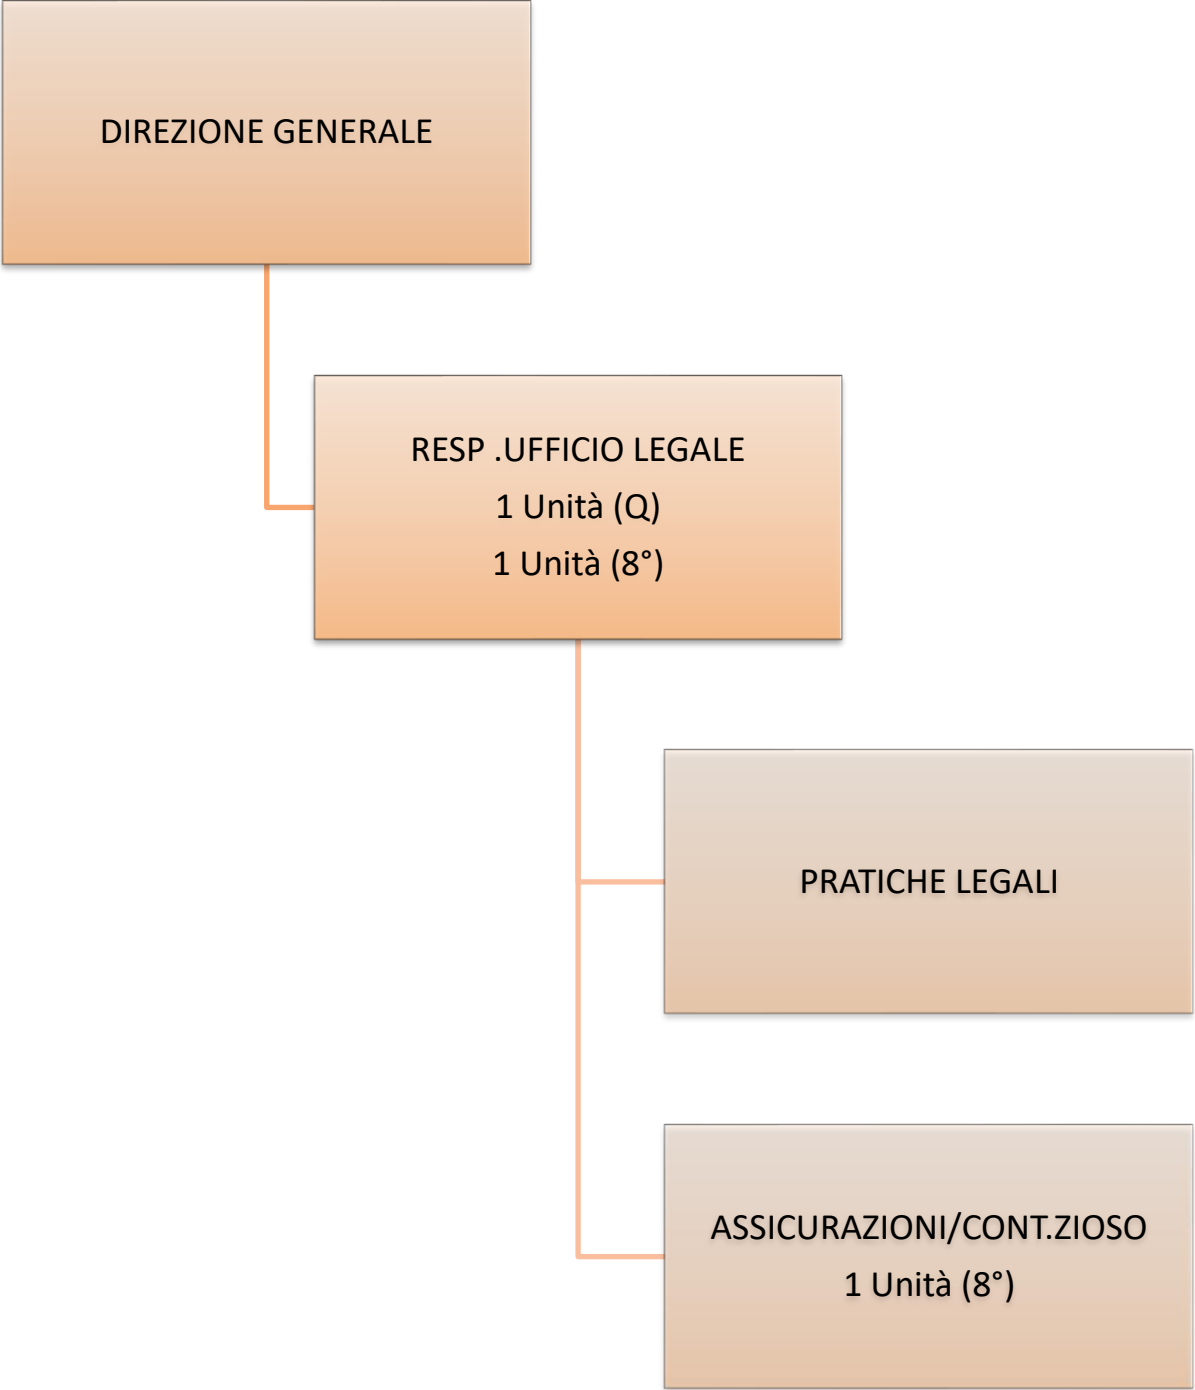 DIREZIONE GENERALE
RESP .UFFICIO LEGALE
1 Unità (Q)
1 Unità (8°)
PRATICHE LEGALI
ASSICURAZIONI/CONT.ZIOSO
1 Unità (8°)